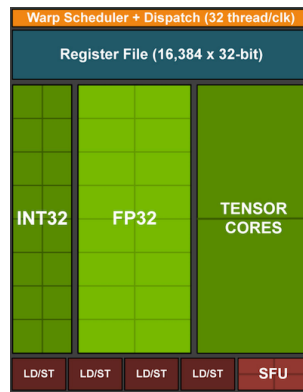 Warp Scheduler + Dispatch (32 thread/clk)
Register File (16,384 x 32-bit)
INT32
FP32
TENSOR
CORES
LD/ST
LD/ST
LD/ST
LD/ST
SFU